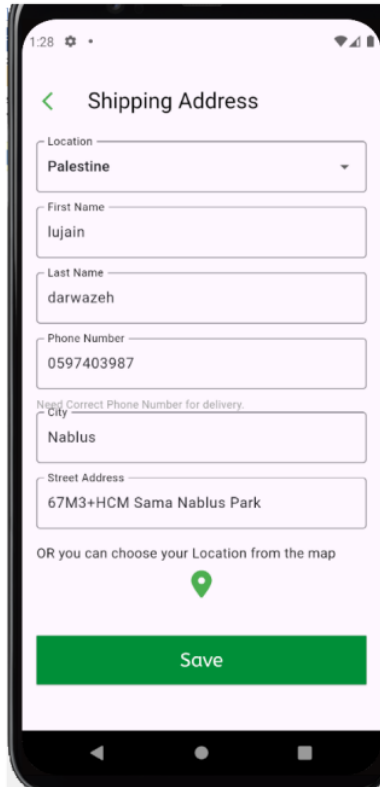 1:28
Shipping Address
Location
Palestine
First Name
lujain
Last Name
darwazeh
Phone Number
0597403987
Need Correct Phone Number for delivery.
City
Nablus
Street Address
67M3+HCM Sama Nablus Park
OR you can choose your Location from the map
Save